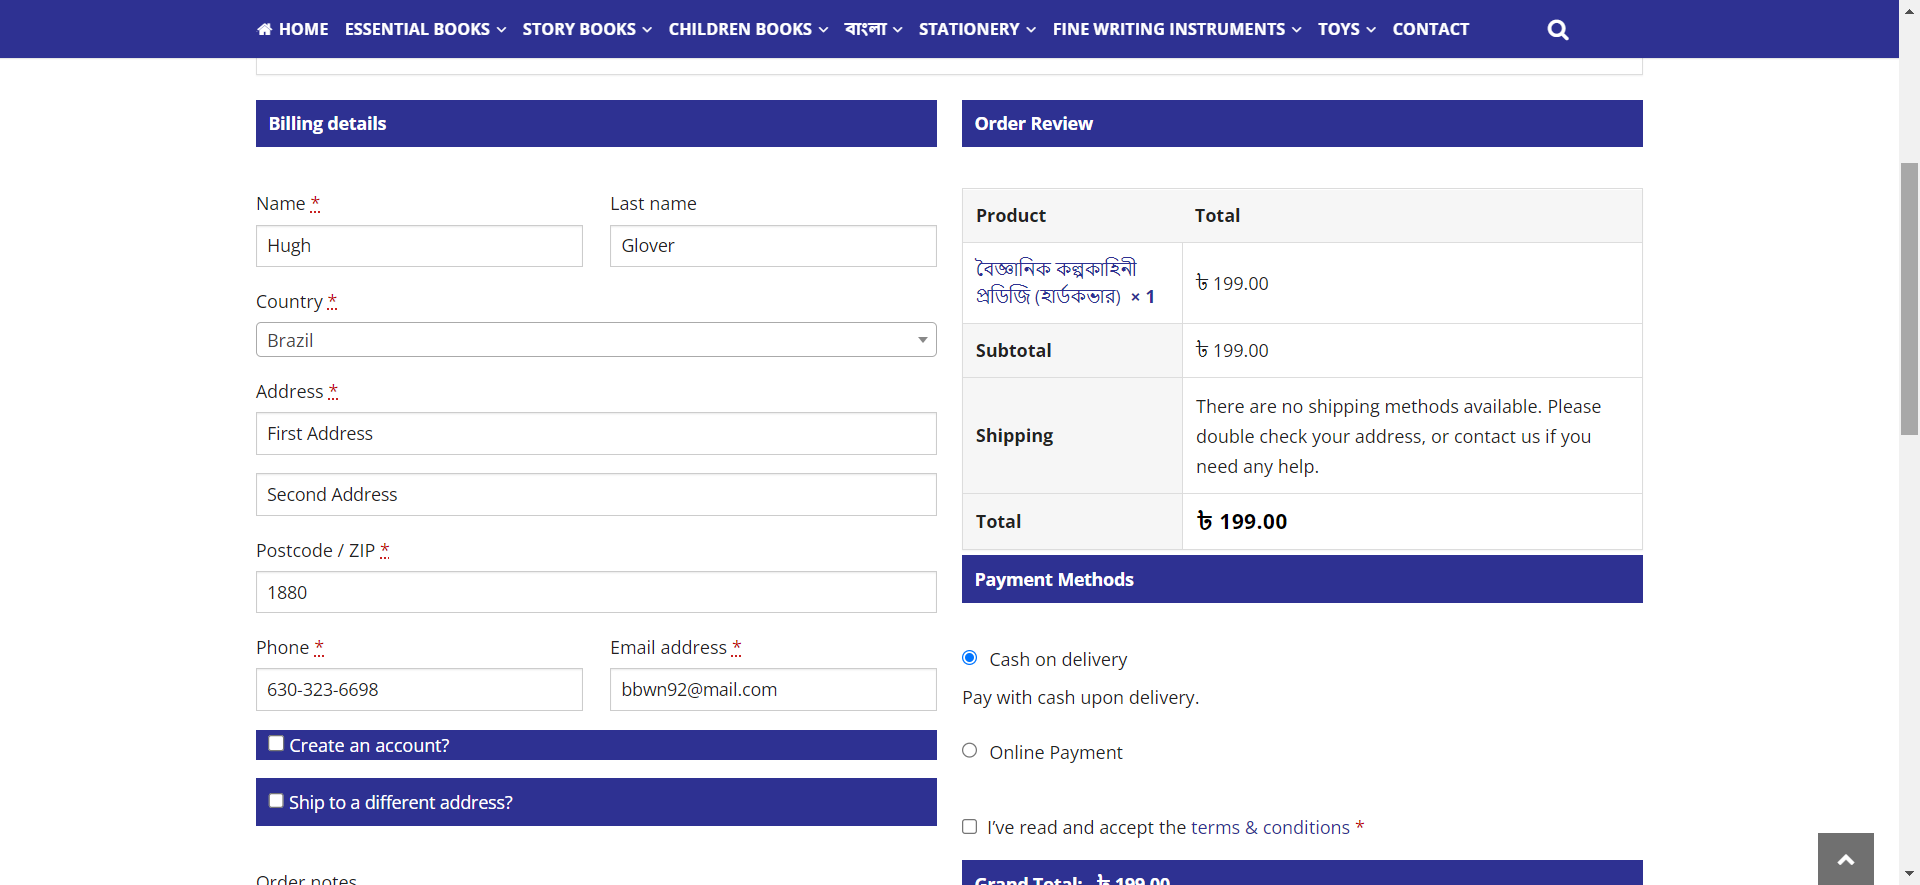 HOME ESSENTIAL BOOKS STORY BOOKS CHILDREN BOOKS বাংলা STATIONERY FINE WRITING INSTRUMENTS TOYS CONTACT
Billing details
Name *
Last name
Hugh
Glover
Country *
Brazil
Address *
First Address
Second Address
Postcode / ZIP *
1880
Phone *
Email address *
630-323-6698
bbwn92@mail.com
Create an account?
Ship to a different address?
Order notes
Order Review
Product Total
বৈজ্ঞানিক কল্পকাহিনী
প্রডিজি (হার্ডকভার) × 1
৳ 199.00
Subtotal ৳ 199.00
Shipping
There are no shipping methods available. Please
double check your address, or contact us if you
need any help.
Total ৳ 199.00
Payment Methods
Cash on delivery
Pay with cash upon delivery.
Online Payment
I've read and accept the terms & conditions *
Grand Total: ৳ 199.00